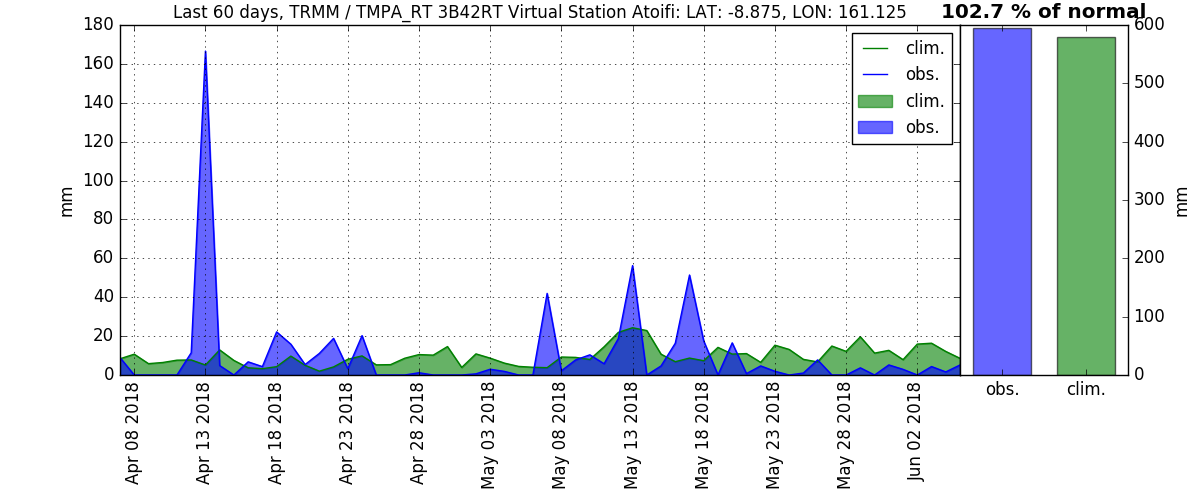 Last 60 days, TRMM / TMPA_RT 3B42RT Virtual Station Atoifi: LAT: -8.875, LON: 161.125
102.7 % of normal
180
160
140
120
100
80
60
40
20
0
mm
clim.
obs.
clim.
obs.
600
500
400
300
200
100
0
mm
obs.
clim.
Apr 08 2018
Apr 13 2018
Apr 18 2018
Apr 23 2018
Apr 28 2018
May 03 2018
May 08 2018
May 13 2018
May 18 2018
May 23 2018
May 28 2018
Jun 02 2018